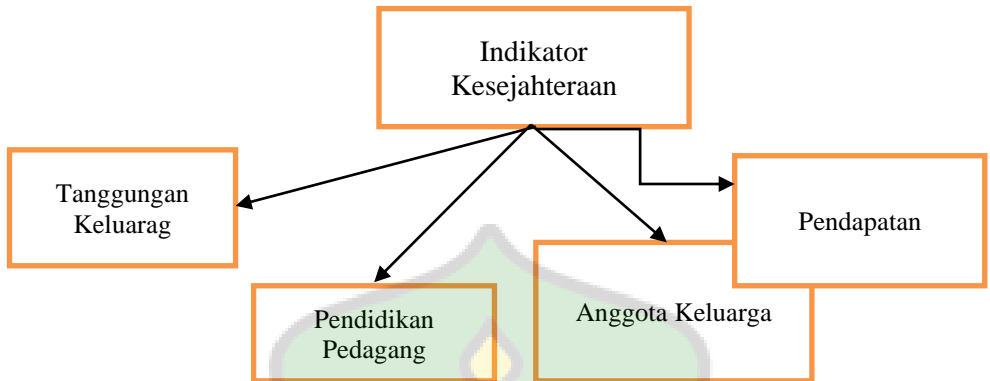 Indikator
Kesejahteraan
Tanggungan
Keluarag
Pendapatan
Pendidikan
Pedagang
Anggota Keluarga